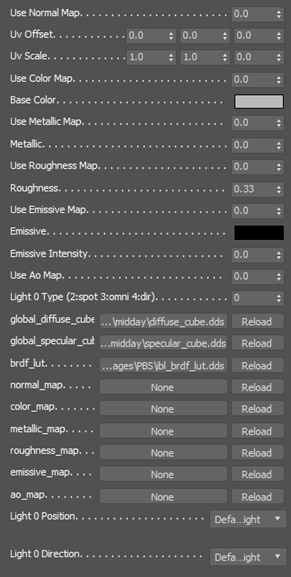 Use Normal Map. . . . . . . . . . . . . . . . . . . . . 0.0
Uv Offset. . . . . . . . . . . . 0.0 0.0 0.0
Uv Scale. . . . . . . . . . . . . 1.0 1.0 0.0
Use Color Map. . . . . . . . . . . . . . . . . . . . . . . 0.0
Base Color. . . . . . . . . . . . . . . . . . . . . . . . . . .
Use Metallic Map. . . . . . . . . . . . . . . . . . . . 0.0
Metallic. . . . . . . . . . . . . . . . . . . . . . . . . . . . . . 0.0
Use Roughness Map. . . . . . . . . . . . . . . . . 0.0
Roughness. . . . . . . . . . . . . . . . . . . . . . . . . . 0.33
Use Emissive Map. . . . . . . . . . . . . . . . . . . . 0.0
Emissive. . . . . . . . . . . . . . . . . . . . . . . . . . . . .
Emissive Intensity. . . . . . . . . . . . . . . . . . . . 0.0
Use Ao Map. . . . . . . . . . . . . . . . . . . . . . . . . . 0.0
Light 0 Type (2:spot 3:omni 4:dir). . . . . . . 0
global_diffuse_cube ...\midday\diffuse_cube.dds Reload
global_specular_cub ...midday\specular_cube.dds Reload
brdf_lut. . . . . . . . ...ages\PBS\ibl_brdf_lut.dds Reload
normal_map. . . . . None Reload
color_map. . . . . . . None Reload
metallic_map. . . . . None Reload
roughness_map. . . None Reload
emissive_map. . . . None Reload
ao_map. . . . . . . . . None Reload
Light 0 Position. . . . . . . . . . . . . . . . . . . Defa...ight
Light 0 Direction. . . . . . . . . . . . . . . . . . Defa...ight